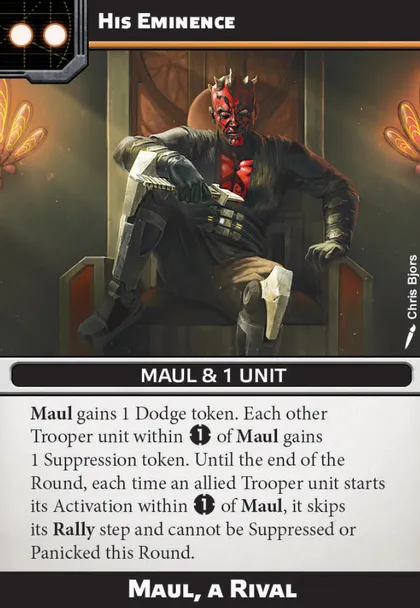 His Eminence
Chris Bjors
MAUL & 1 UNIT
Maul gains 1 Dodge token. Each other
Trooper unit within 1 of Maul gains
1 Suppression token. Until the end of the
Round, each time an allied Trooper unit starts
its Activation within 1 of Maul, it skips
its Rally step and cannot be Suppressed or
Panicked this Round.
Maul, a Rival